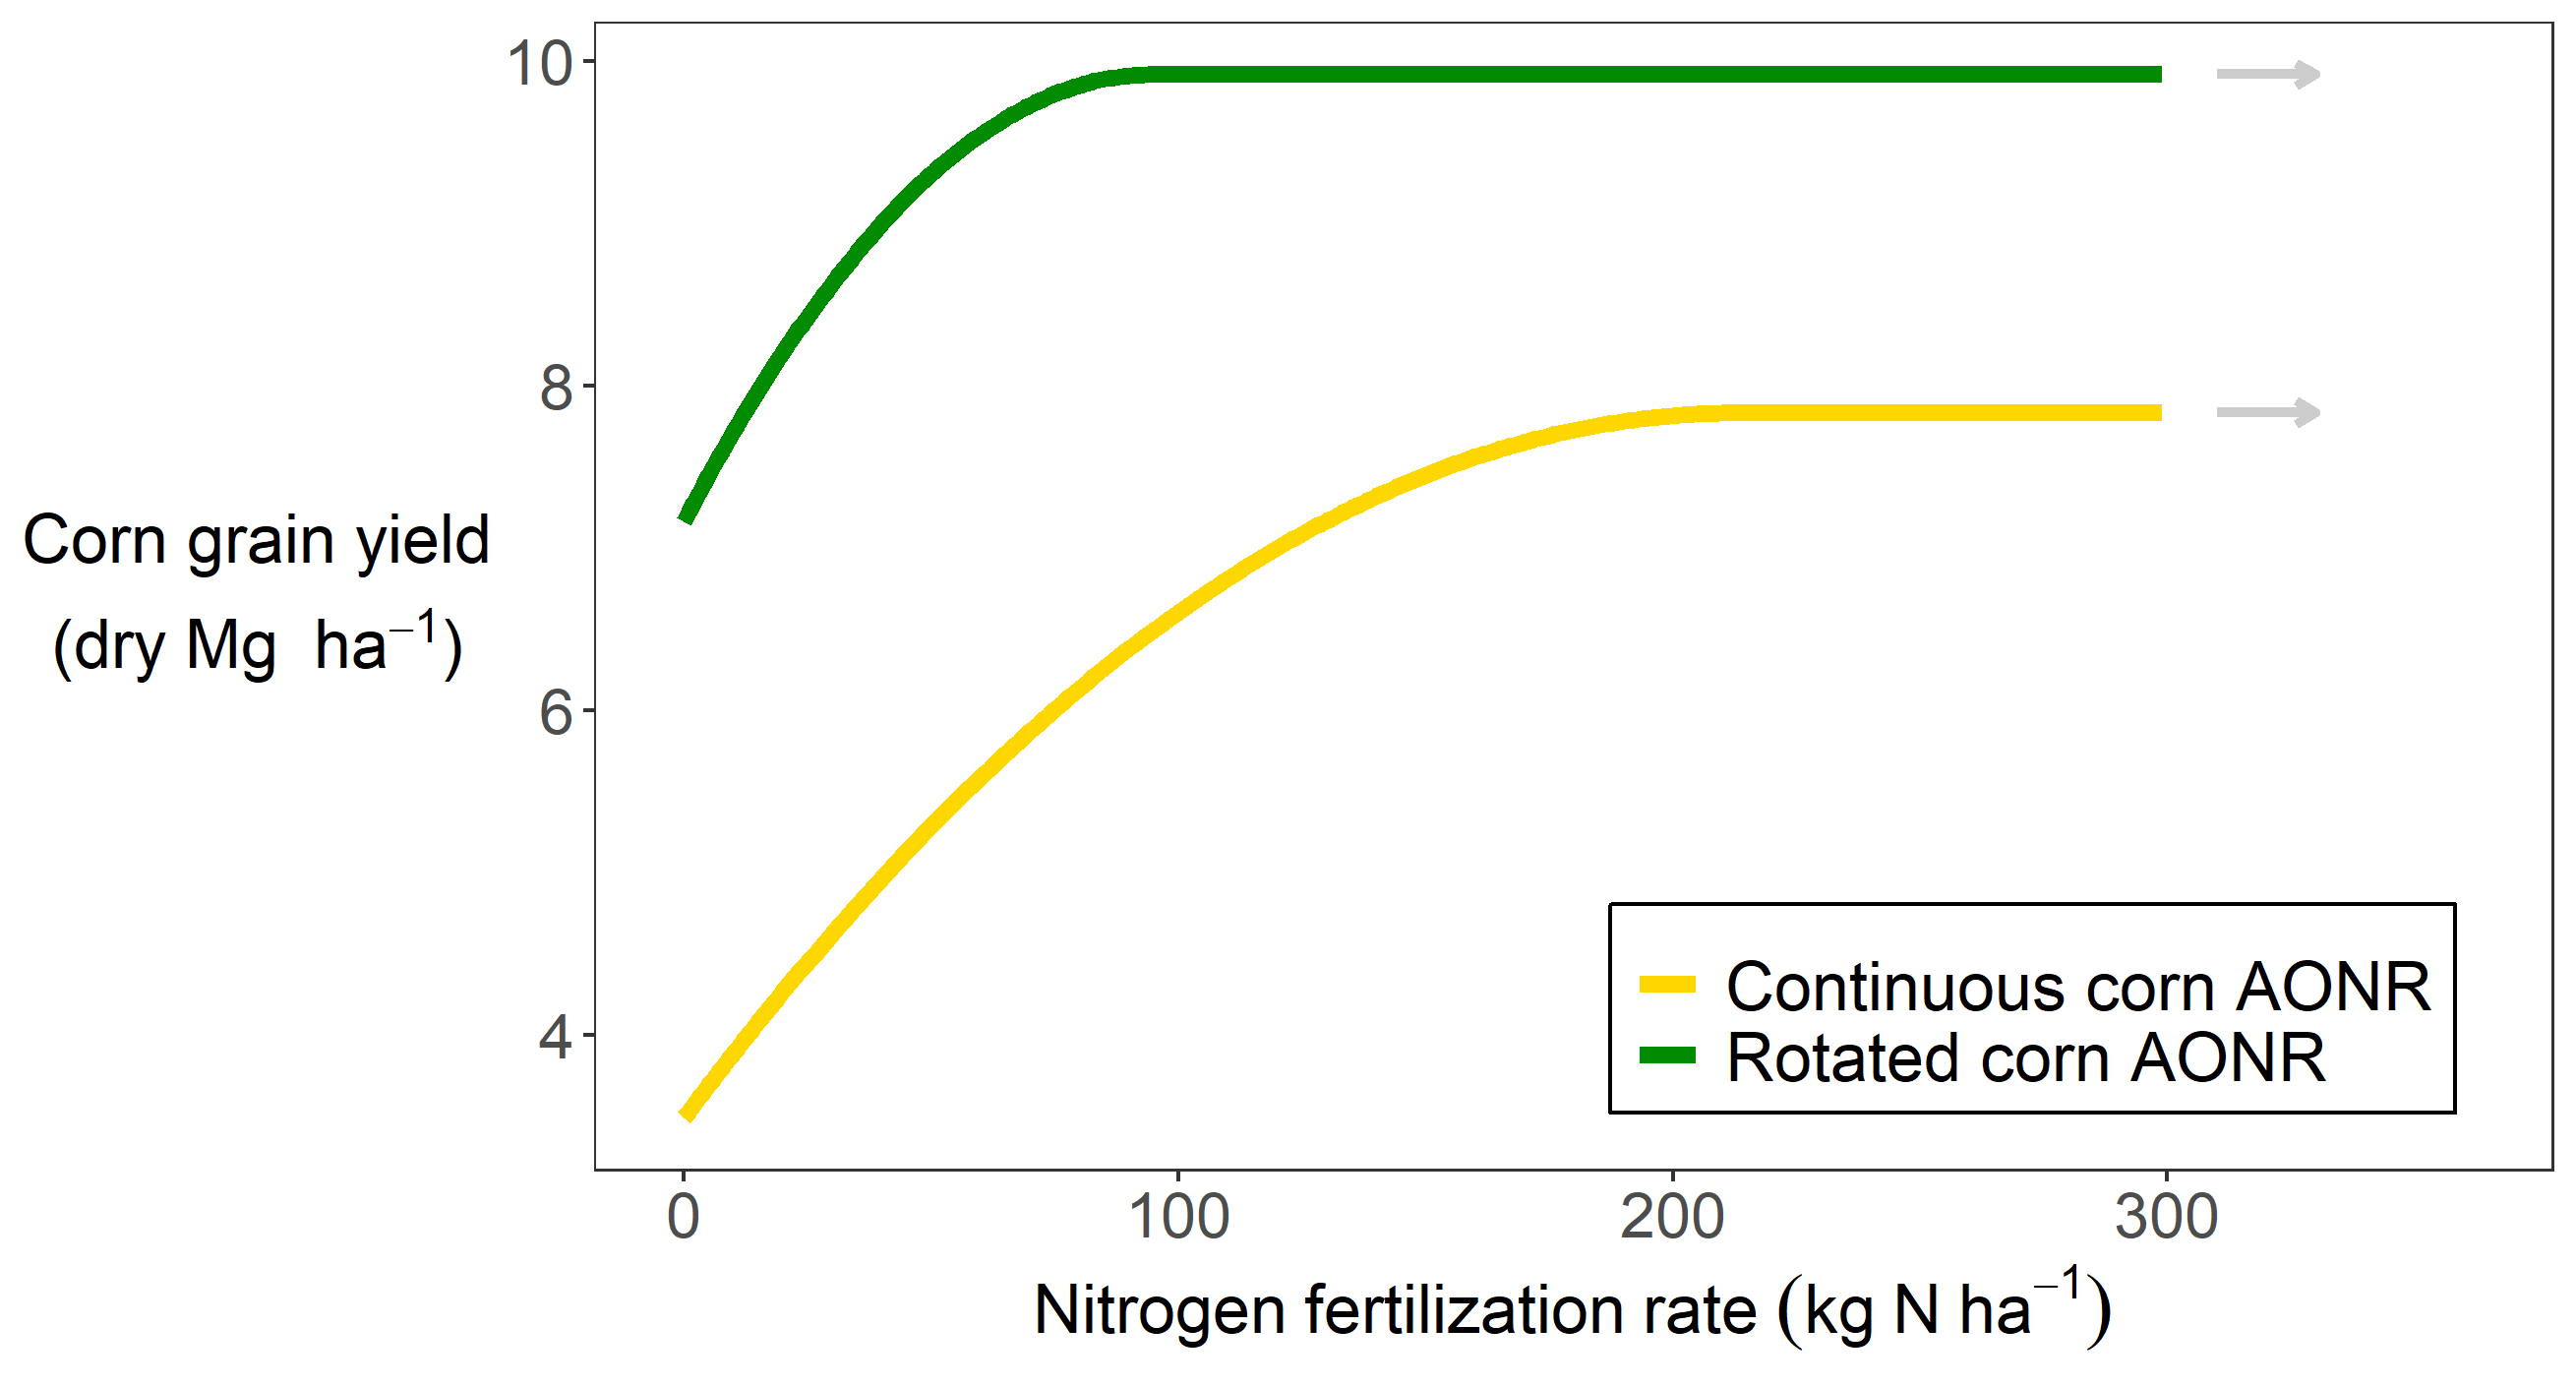 10
8
6
4
Corn grain yield
(dry Mg ha⁻¹)
Continuous corn AONR
Rotated corn AONR
0 100 200 300
Nitrogen fertilization rate (kg N ha⁻¹)